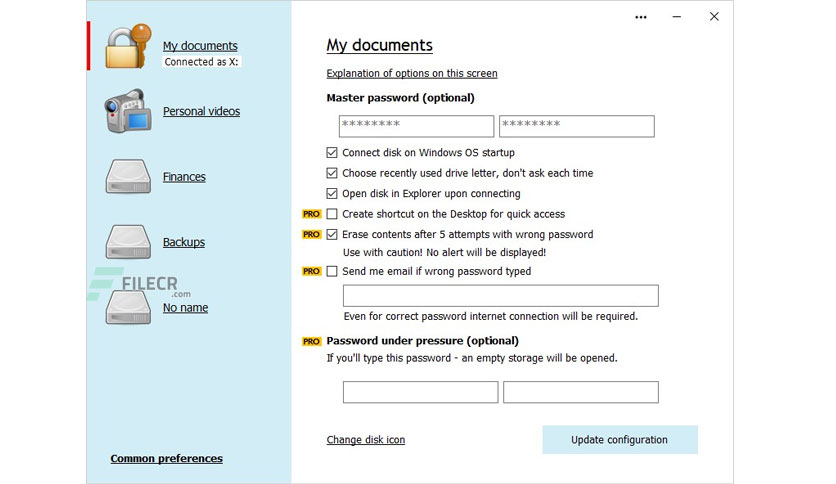 •••
My documents
Connected as X:
Personal videos
Finances
Backups
FILECR
.com
No name
Common preferences
My documents
Explanation of options on this screen
Master password (optional)
******** ********
Connect disk on Windows OS startup
Choose recently used drive letter, don't ask each time
Open disk in Explorer upon connecting
PRO Create shortcut on the Desktop for quick access
PRO Erase contents after 5 attempts with wrong password
Use with caution! No alert will be displayed!
PRO Send me email if wrong password typed
Even for correct password internet connection will be required.
PRO Password under pressure (optional)
If you'll type this password - an empty storage will be opened.
Change disk icon
Update configuration